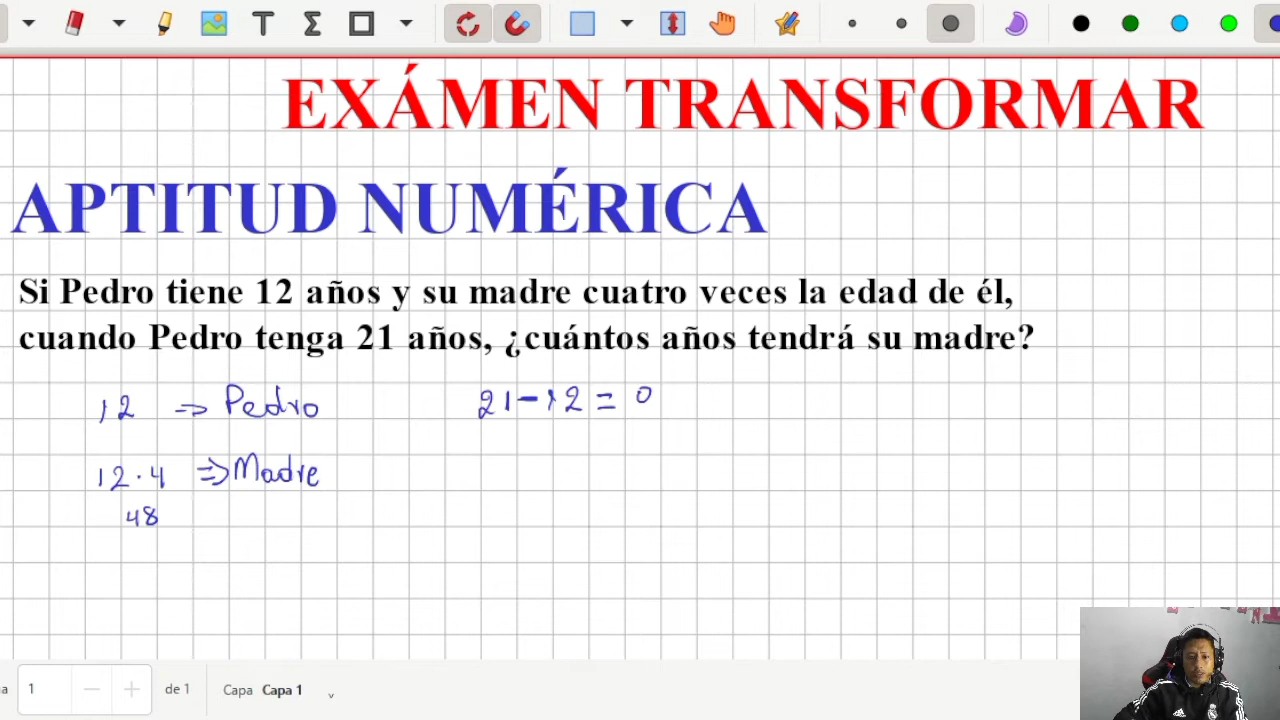 EXÁMEN TRANSFORMAR
APTITUD NUMÉRICA
Si Pedro tiene 12 años y su madre cuatro veces la edad de él,
cuando Pedro tenga 21 años, ¿cuántos años tendrá su madre?
12 => Pedro
21-12 = 0
12·4 => Madre
48
a 1 de 1 Capa Capa 1